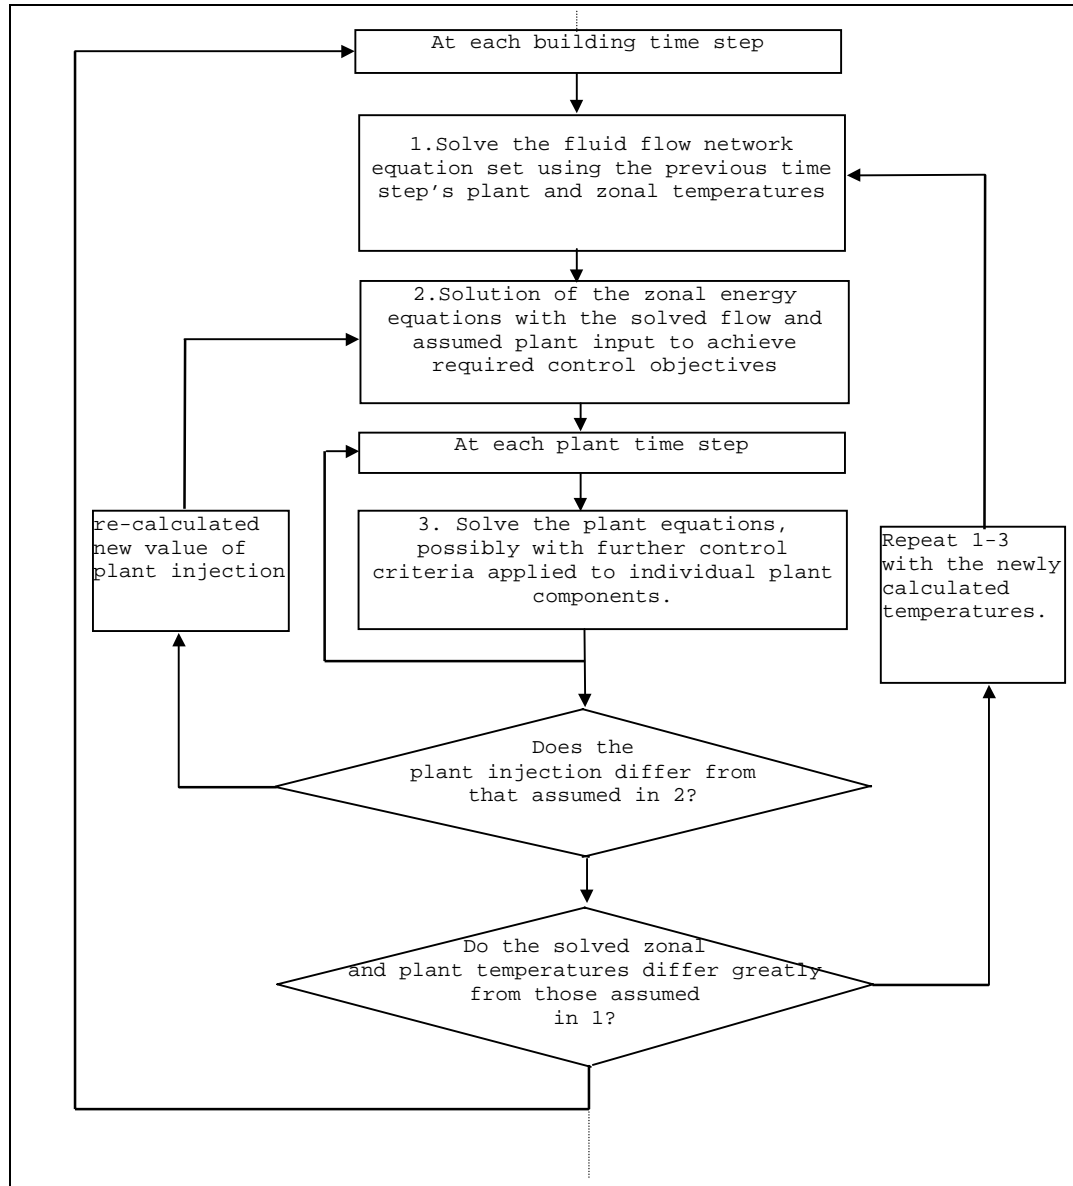 At each building time step
1.Solve the fluid flow network
equation set using the previous time
step's plant and zonal temperatures
2.Solution of the zonal energy
equations with the solved flow and
assumed plant input to achieve
required control objectives
At each plant time step
re-calculated
new value of
plant injection
3. Solve the plant equations,
possibly with further control
criteria applied to individual plant
components.
Repeat 1-3
with the newly
calculated
temperatures.
Does the
plant injection differ from
that assumed in 2?
Do the solved zonal
and plant temperatures differ greatly
from those assumed
in 1?